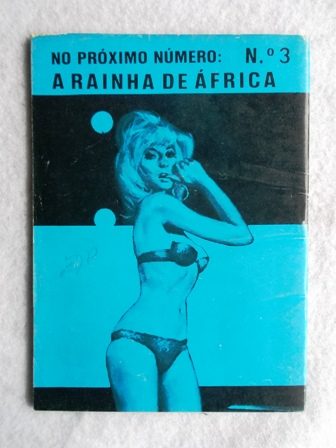 NO PRÓXIMO NÚMERO: N.º 3
A RAINHA DE ÁFRICA